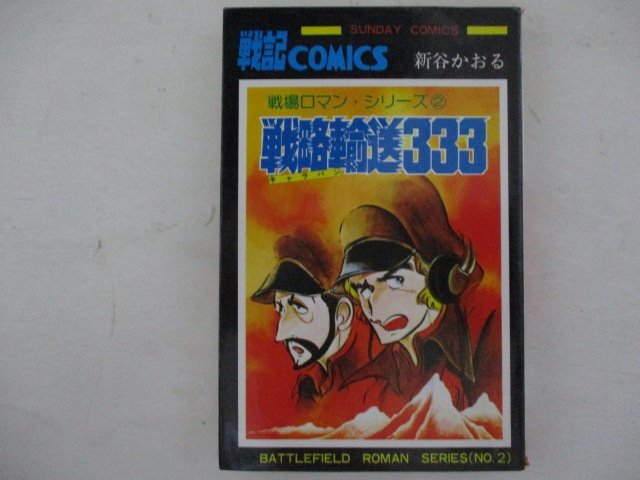 SUNDAY COMICS
戦記COMICS
新谷かおる
戦場ロマン・シリーズ②
戦略輸送333
キャラバン
BATTLEFIELD ROMAN SERIES(NO.2)